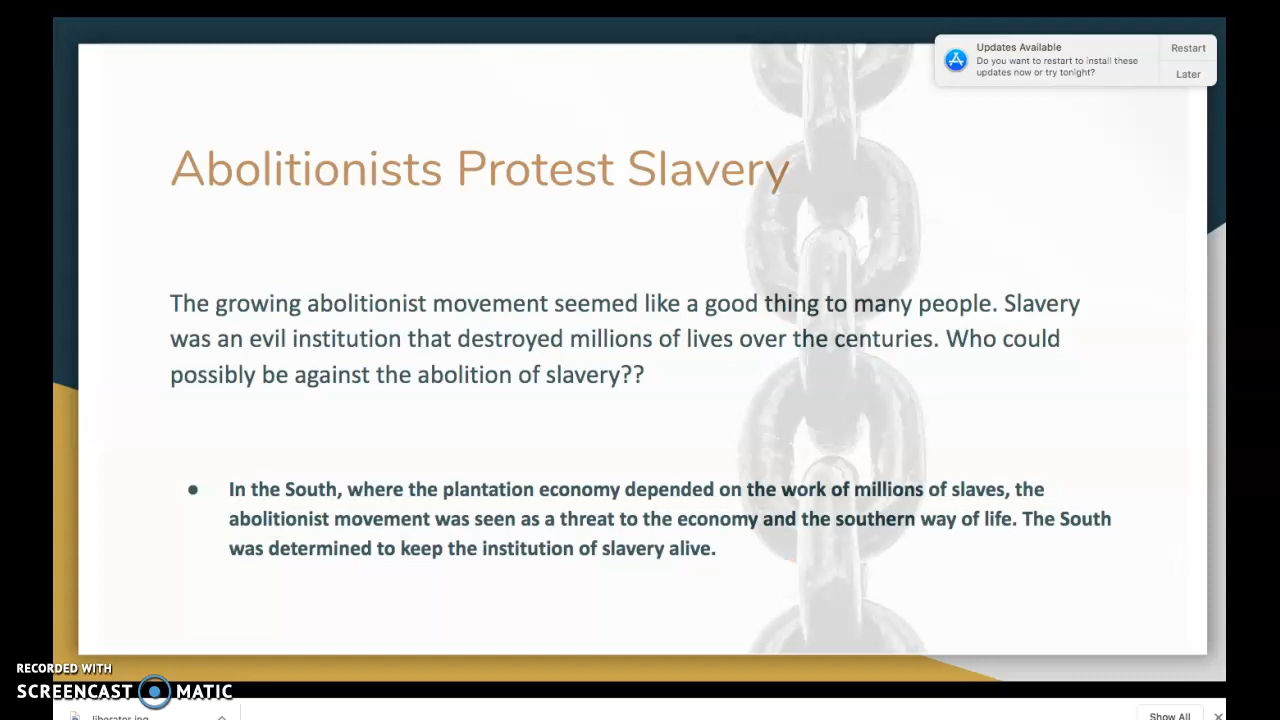 Updates Available
Restart
Do you want to restart to install these
updates now or try tonight?
Later
Abolitionists Protest Slavery
The growing abolitionist movement seemed like a good thing to many people. Slavery
was an evil institution that destroyed millions of lives over the centuries. Who could
possibly be against the abolition of slavery??
● In the South, where the plantation economy depended on the work of millions of slaves, the
abolitionist movement was seen as a threat to the economy and the southern way of life. The South
was determined to keep the institution of slavery alive.
RECORDED WITH
SCREENCAST MATIC
liberator.jpg
Show All